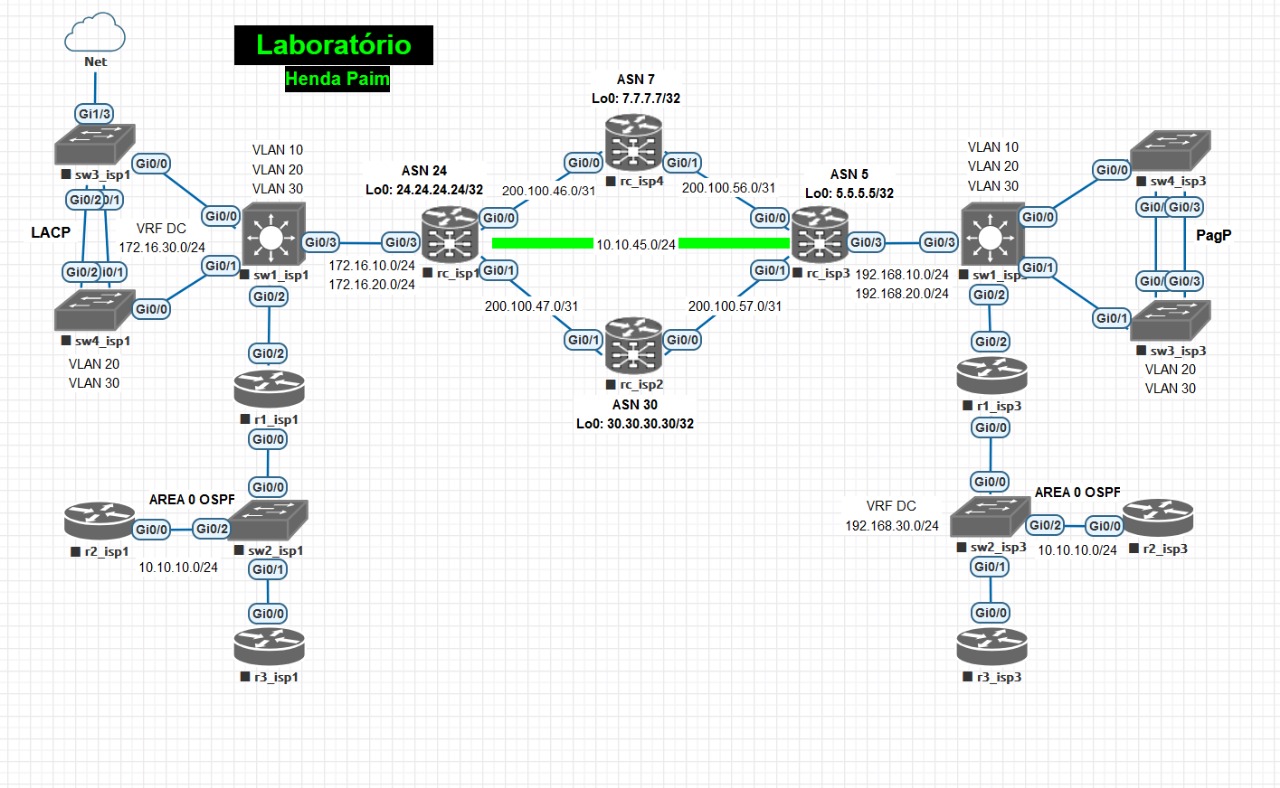 Laboratório
Henda Paim
Net
Gi1/3
sw3_isp1
Gi0/0
Gi0/2
0/1
LACP
VRF DC
172.16.30.0/24
Gi0/2
i0/1
Gi0/0
sw4_isp1
VLAN 20
VLAN 30
VLAN 10
VLAN 20
VLAN 30
Gi0/0
Gi0/1
Gi0/3
sw1_isp1
Gi0/2
172.16.10.0/24
172.16.20.0/24
Gi0/3
ASN 24
Lo0: 24.24.24.24/32
Gi0/0
rc_isp1
Gi0/1
ASN 7
Lo0: 7.7.7.7/32
Gi0/0
Gi0/1
rc_isp4
200.100.46.0/31
200.100.56.0/31
10.10.45.0/24
200.100.47.0/31
200.100.57.0/31
Gi0/1
Gi0/0
rc_isp2
ASN 30
Lo0: 30.30.30.30/32
ASN 5
Lo0: 5.5.5.5/32
Gi0/0
Gi0/3
Gi0/1
rc_isp3
192.168.10.0/24
192.168.20.0/24
VLAN 10
VLAN 20
VLAN 30
Gi0/3
Gi0/0
Gi0/1
sw1_isp
Gi0/2
Gi0/0
sw4_isp3
Gi0/
Gi0/3
PagP
Gi0/
Gi0/3
Gi0/1
sw3_isp3
VLAN 20
VLAN 30
Gi0/2
r1_isp1
Gi0/0
Gi0/0
AREA 0 OSPF
Gi0/0
Gi0/2
r2_isp1
sw2_isp1
10.10.10.0/24
Gi0/1
Gi0/0
r3_isp1
Gi0/2
r1_isp3
Gi0/0
Gi0/0
AREA 0 OSPF
VRF DC
192.168.30.0/24
Gi0/2
Gi0/0
sw2_isp3
r2_isp3
10.10.10.0/24
Gi0/1
Gi0/0
r3_isp3